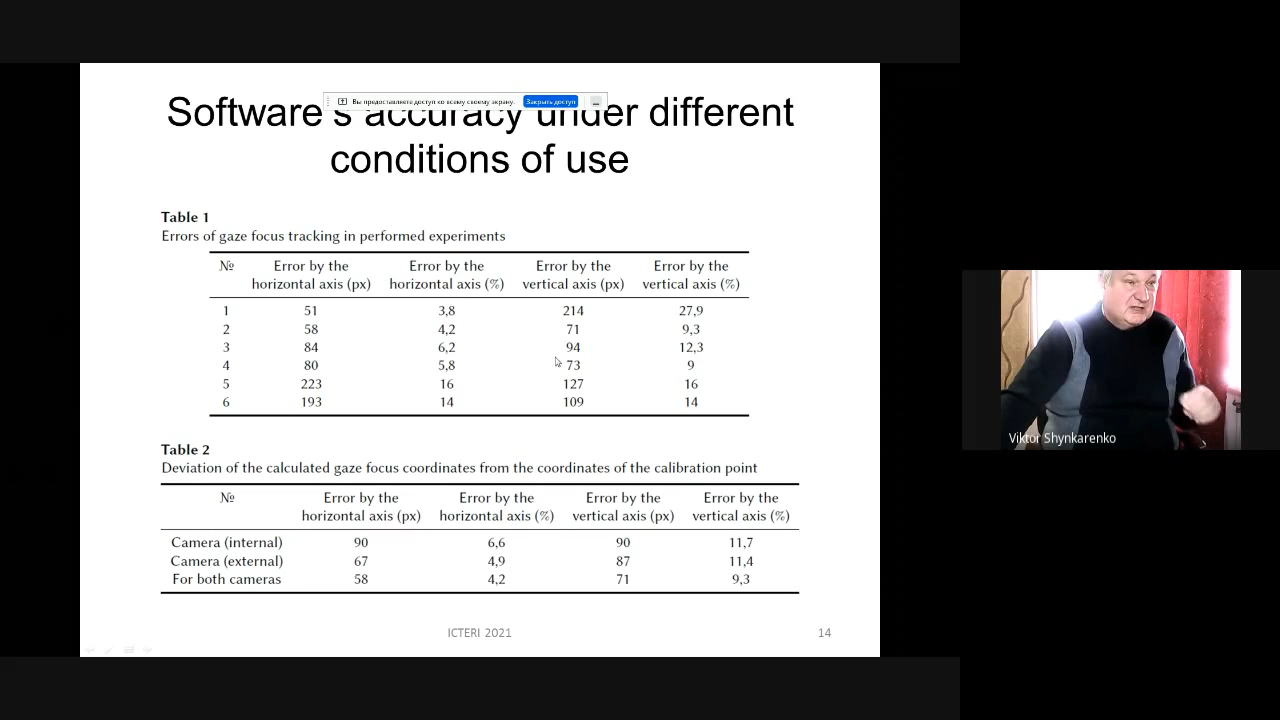 Вы предоставляете доступ ко всему своему экрану.
Закрыть доступ
Software's accuracy under different
conditions of use
Table 1
Errors of gaze focus tracking in performed experiments
№ Error by the horizontal axis (px) Error by the horizontal axis (%) Error by the vertical axis (px) Error by the vertical axis (%)
1 51 3,8 214 27,9
2 58 4,2 71 9,3
3 84 6,2 94 12,3
4 80 5,8 73 9
5 223 16 127 16
6 193 14 109 14
Table 2
Deviation of the calculated gaze focus coordinates from the coordinates of the calibration point
№ Error by the horizontal axis (px) Error by the horizontal axis (%) Error by the vertical axis (px) Error by the vertical axis (%)
Camera (internal) 90 6,6 90 11,7
Camera (external) 67 4,9 87 11,4
For both cameras 58 4,2 71 9,3
ICTERI 2021
14
Viktor Shynkarenko